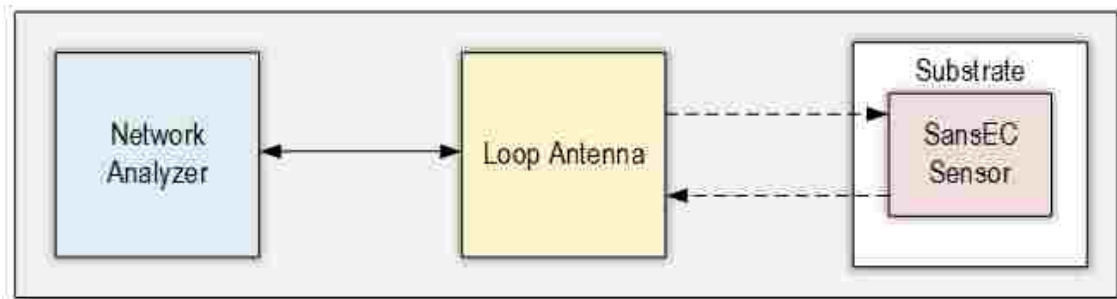 Network
Analyzer
Loop Antenna
Substrate
SansEC
Sensor